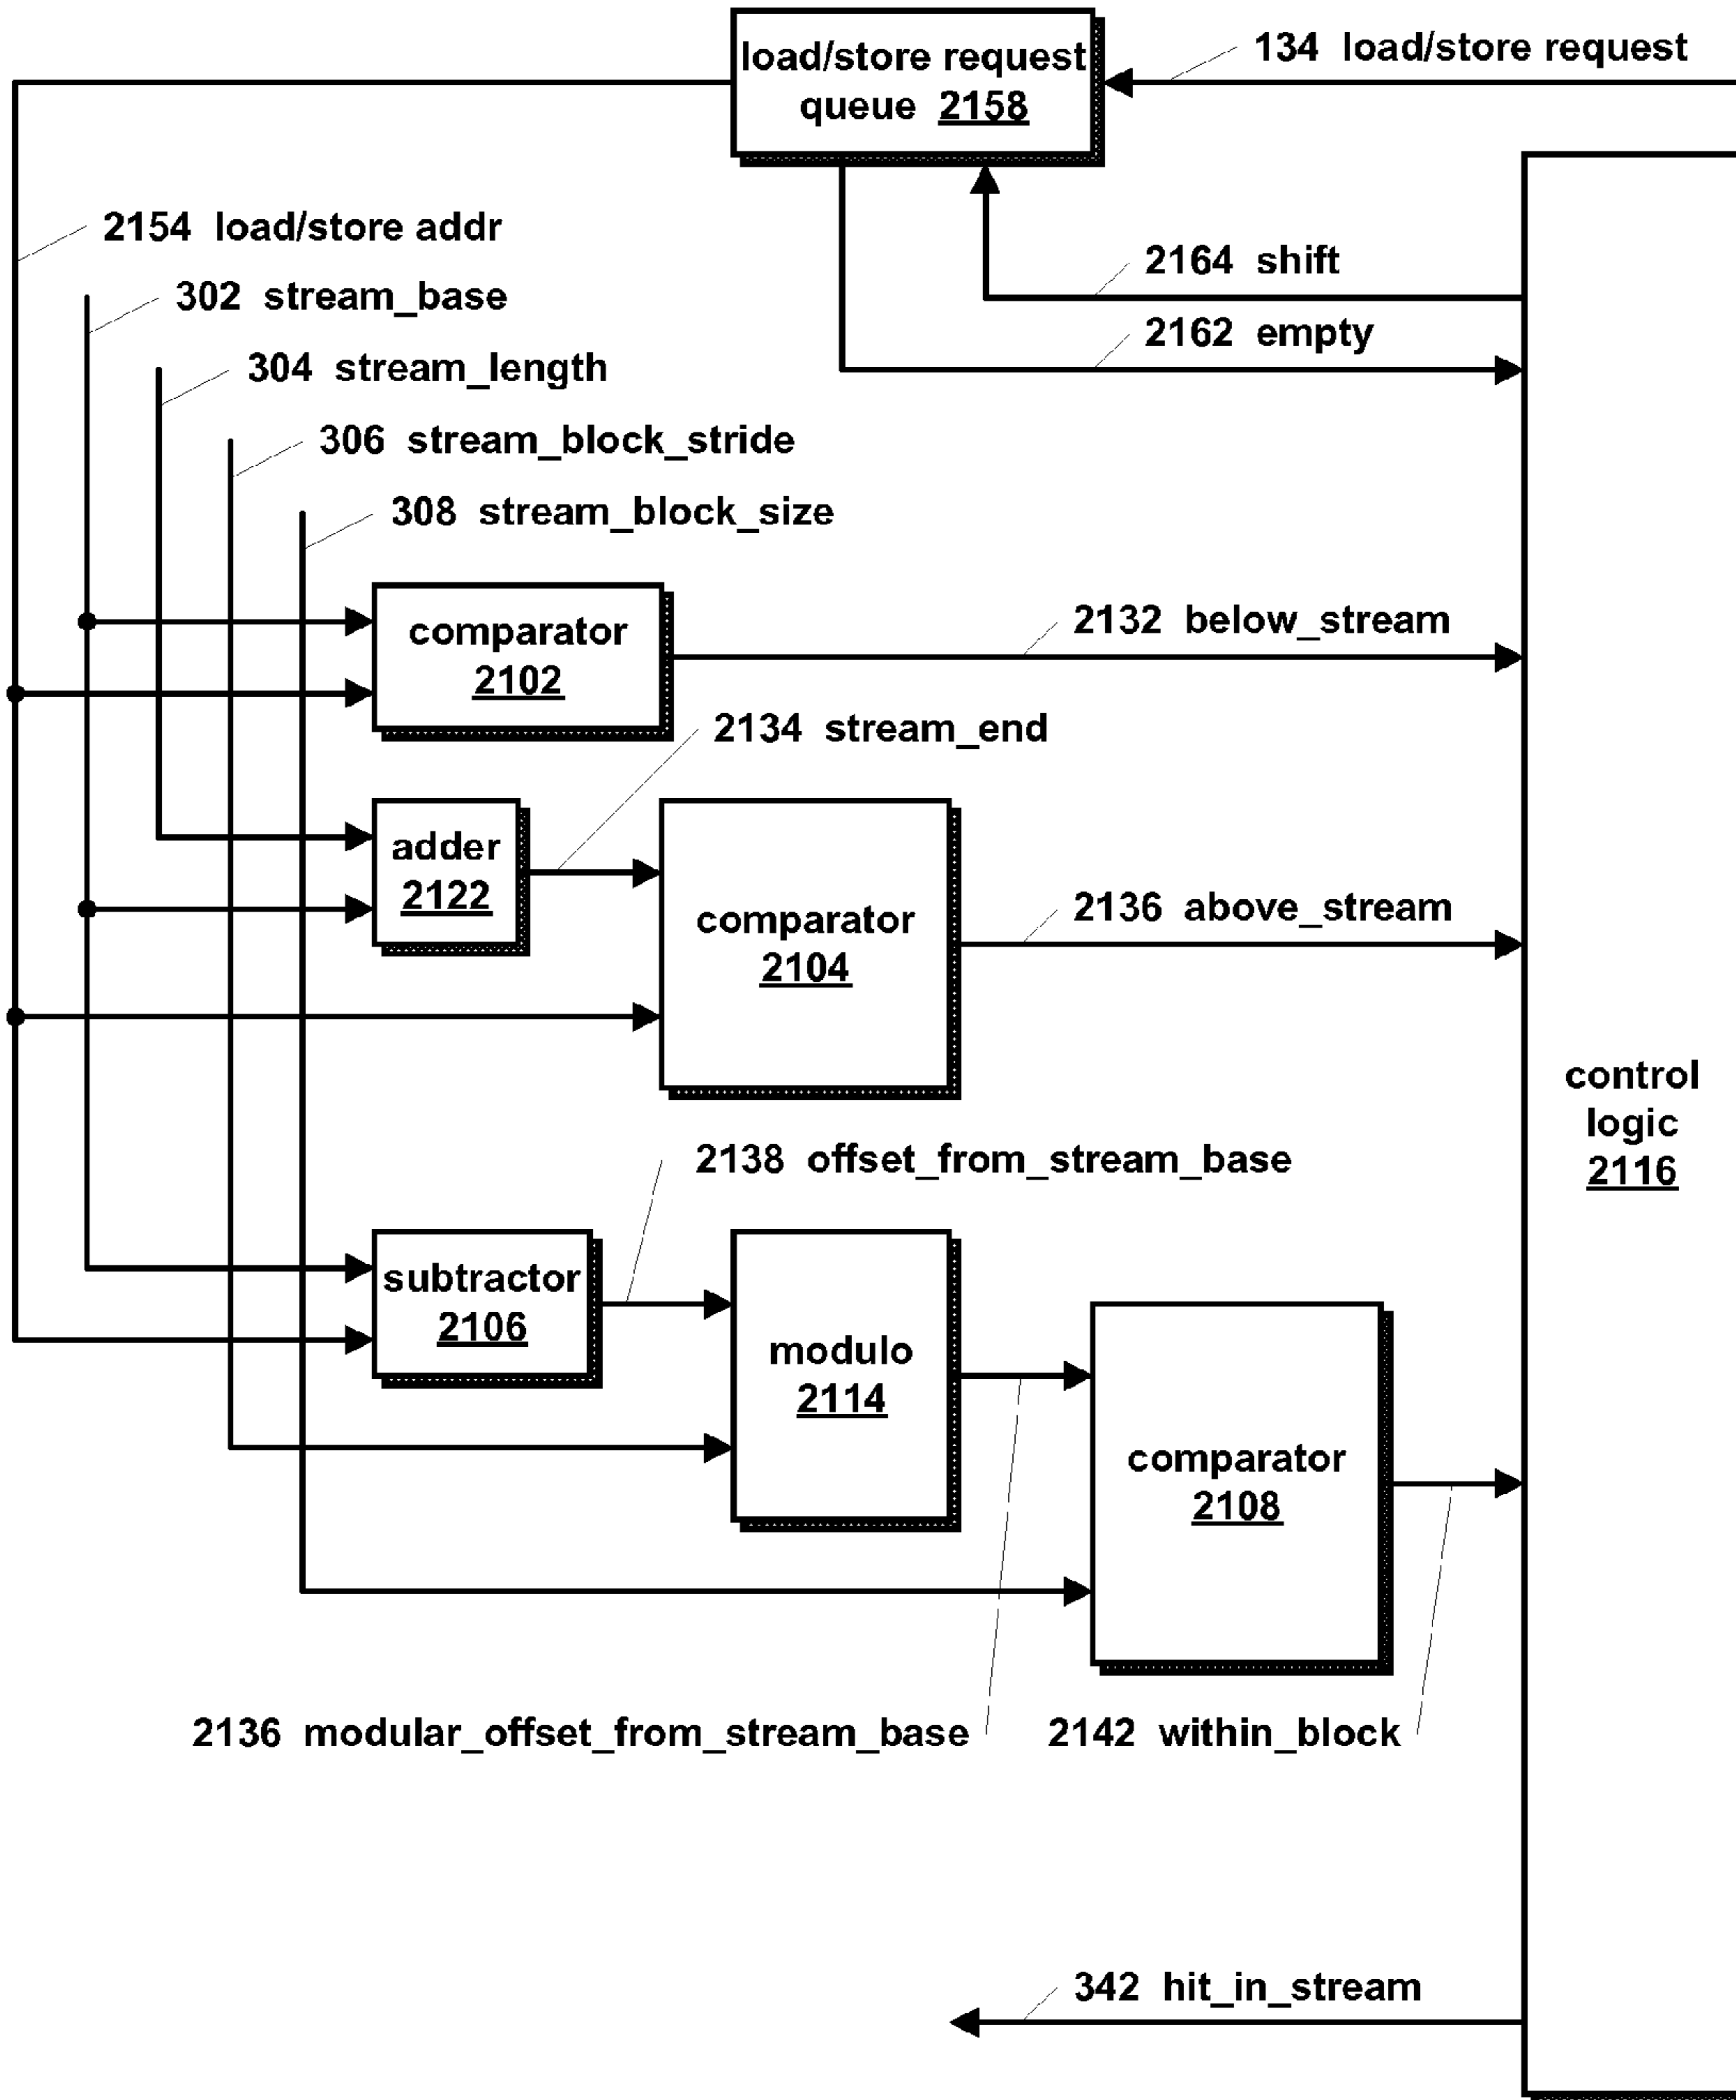 load/store request
queue 2158
134 load/store request
2154 load/store addr
2164 shift
302 stream_base
2162 empty
304 stream_length
306 stream_block_stride
308 stream_block_size
comparator
2102
2132 below_stream
2134 stream_end
adder
2122
comparator
2104
2136 above_stream
control
logic
2116
2138 offset_from_stream_base
subtractor
2106
modulo
2114
comparator
2108
2136 modular_offset_from_stream_base
2142 within_block
342 hit_in_stream